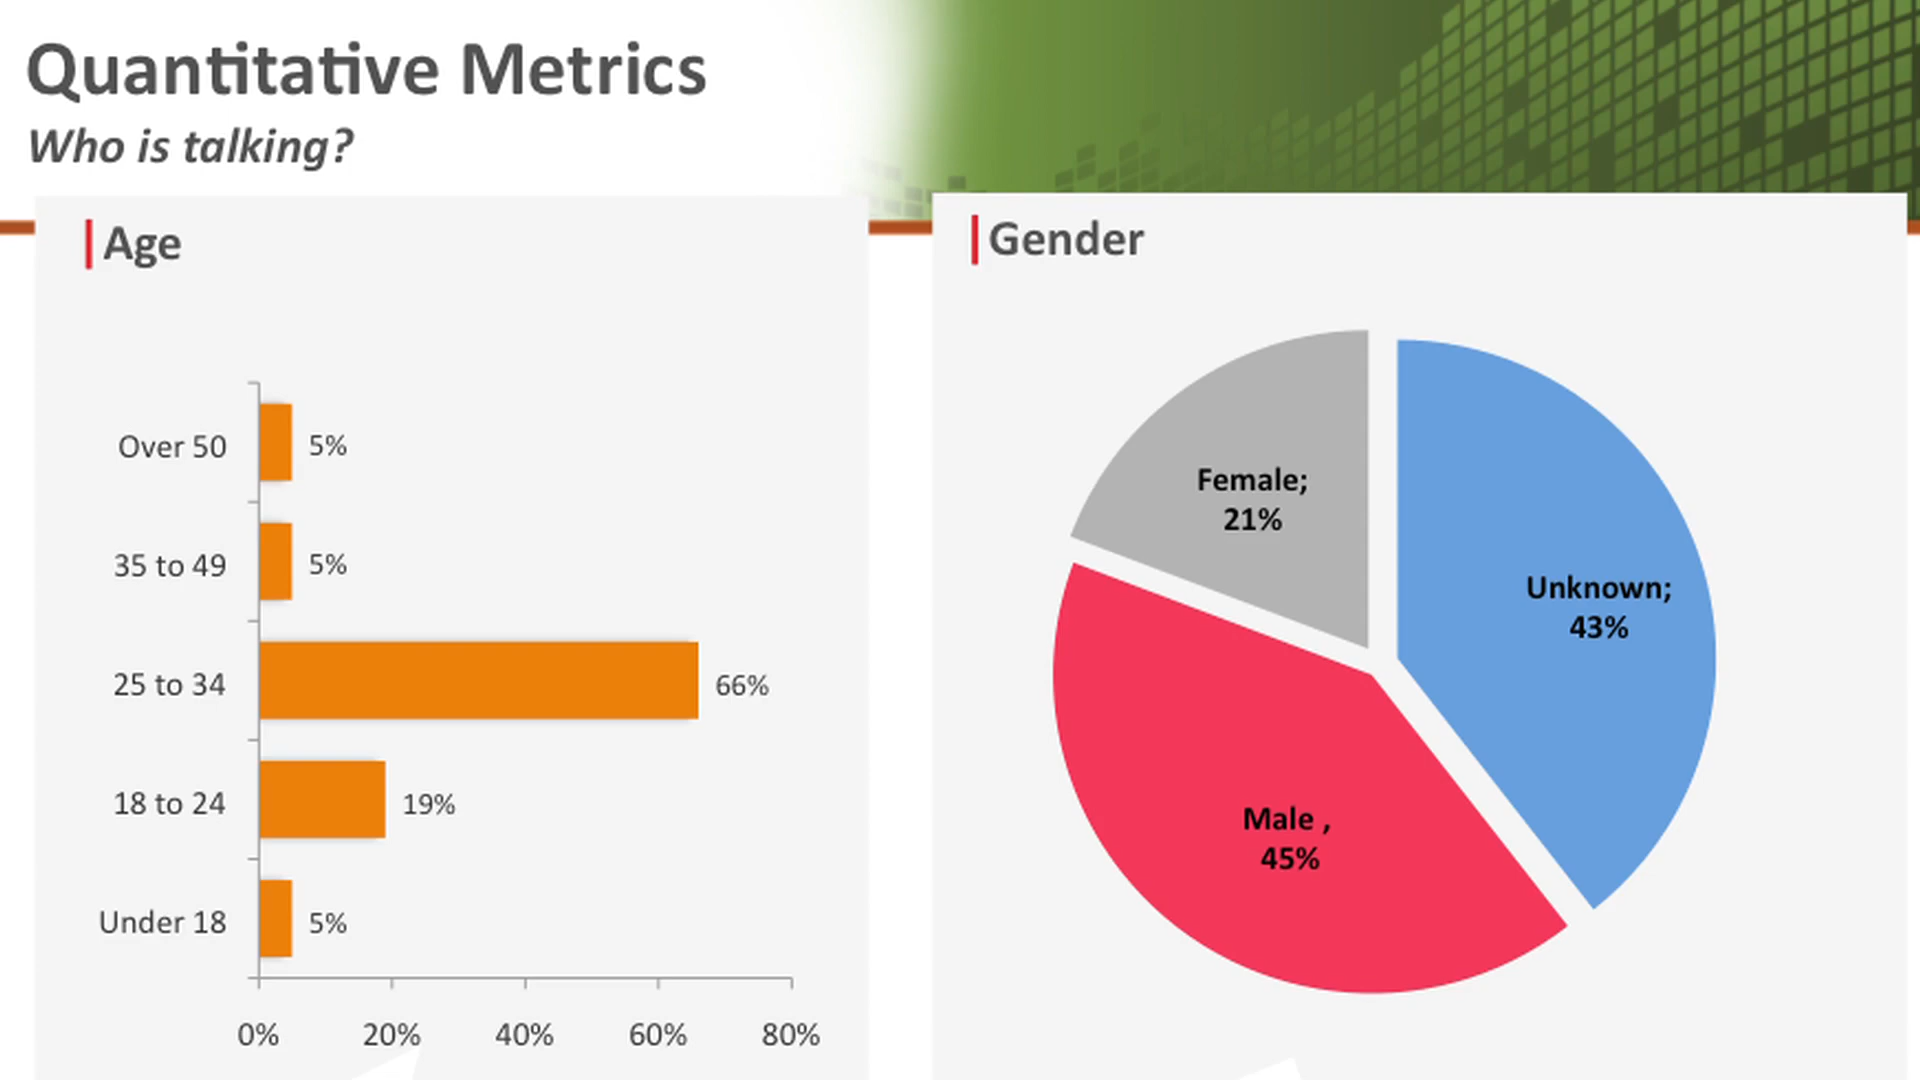 Quantitative Metrics
Who is talking?
Age
Over 50
5%
35 to 49
5%
25 to 34
66%
18 to 24
19%
Under 18
5%
0% 20% 40% 60% 80%
Gender
Female;
21%
Unknown;
43%
Male ,
45%